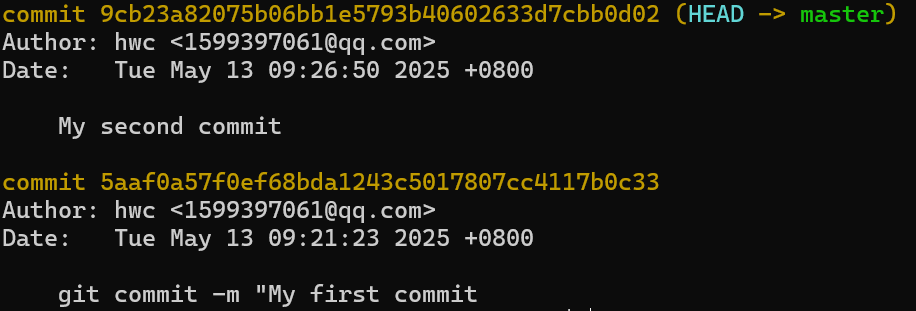 commit 9cb23a82075b06bb1e5793b40602633d7cbb0d02 (HEAD -> master)
Author: hwc <1599397061@qq.com>
Date:   Tue May 13 09:26:50 2025 +0800
My second commit
commit 5aaf0a57f0ef68bda1243c5017807cc4117b0c33
Author: hwc <1599397061@qq.com>
Date:   Tue May 13 09:21:23 2025 +0800
git commit -m "My first commit